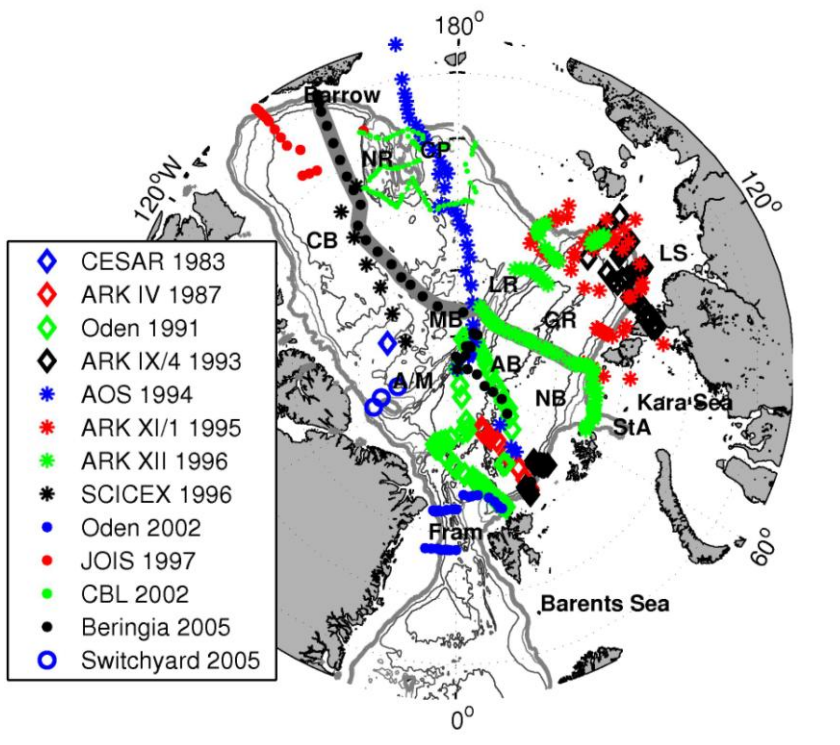 180°
Barrow
NR
CP
120°W
120°
CB
LS
LR
CESAR 1983
ARK IV 1987
MB
GR
Oden 1991
ARK IX/4 1993
AB
A/M
AOS 1994
NB
Kara Sea
ARK XI/1 1995
StA
ARK XII 1996
SCICEX 1996
Oden 2002
Fram
60°
JOIS 1997
CBL 2002
Barents Sea
Beringia 2005
Switchyard 2005
0°